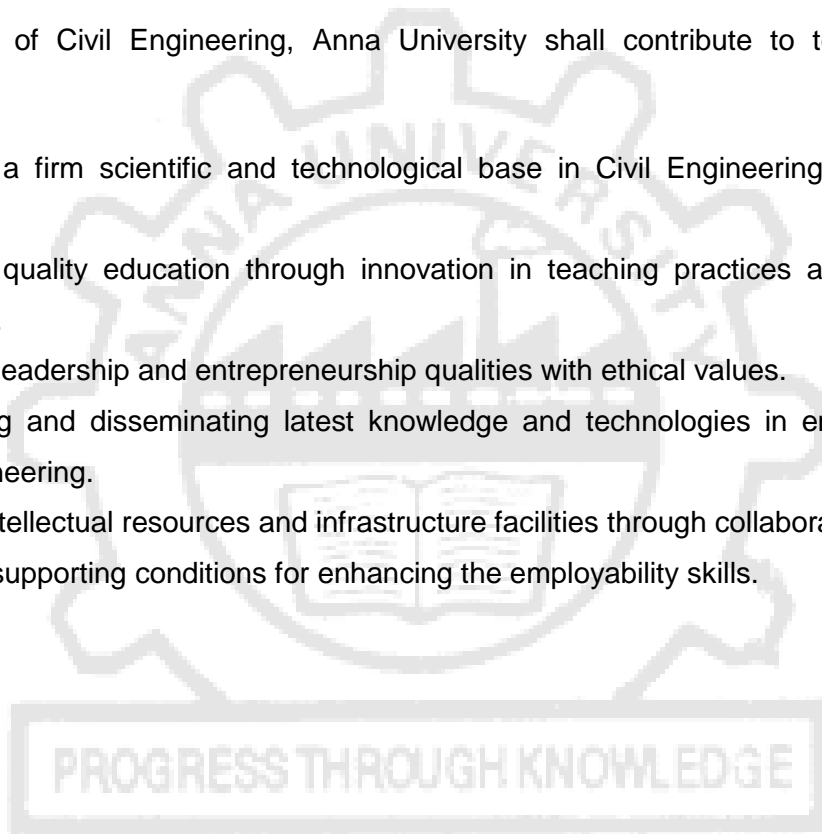 of Civil Engineering, Anna University shall contribute to t
a firm scientific and technological base in Civil Engineering
quality education through innovation in teaching practices a
eadership and entrepreneurship qualities with ethical values.
g and disseminating latest knowledge and technologies in e
neering.
tellectual resources and infrastructure facilities through collabora
supporting conditions for enhancing the employability skills.
ANNA UNIVERSITY
PROGRESS THROUGH KNOWLEDGE